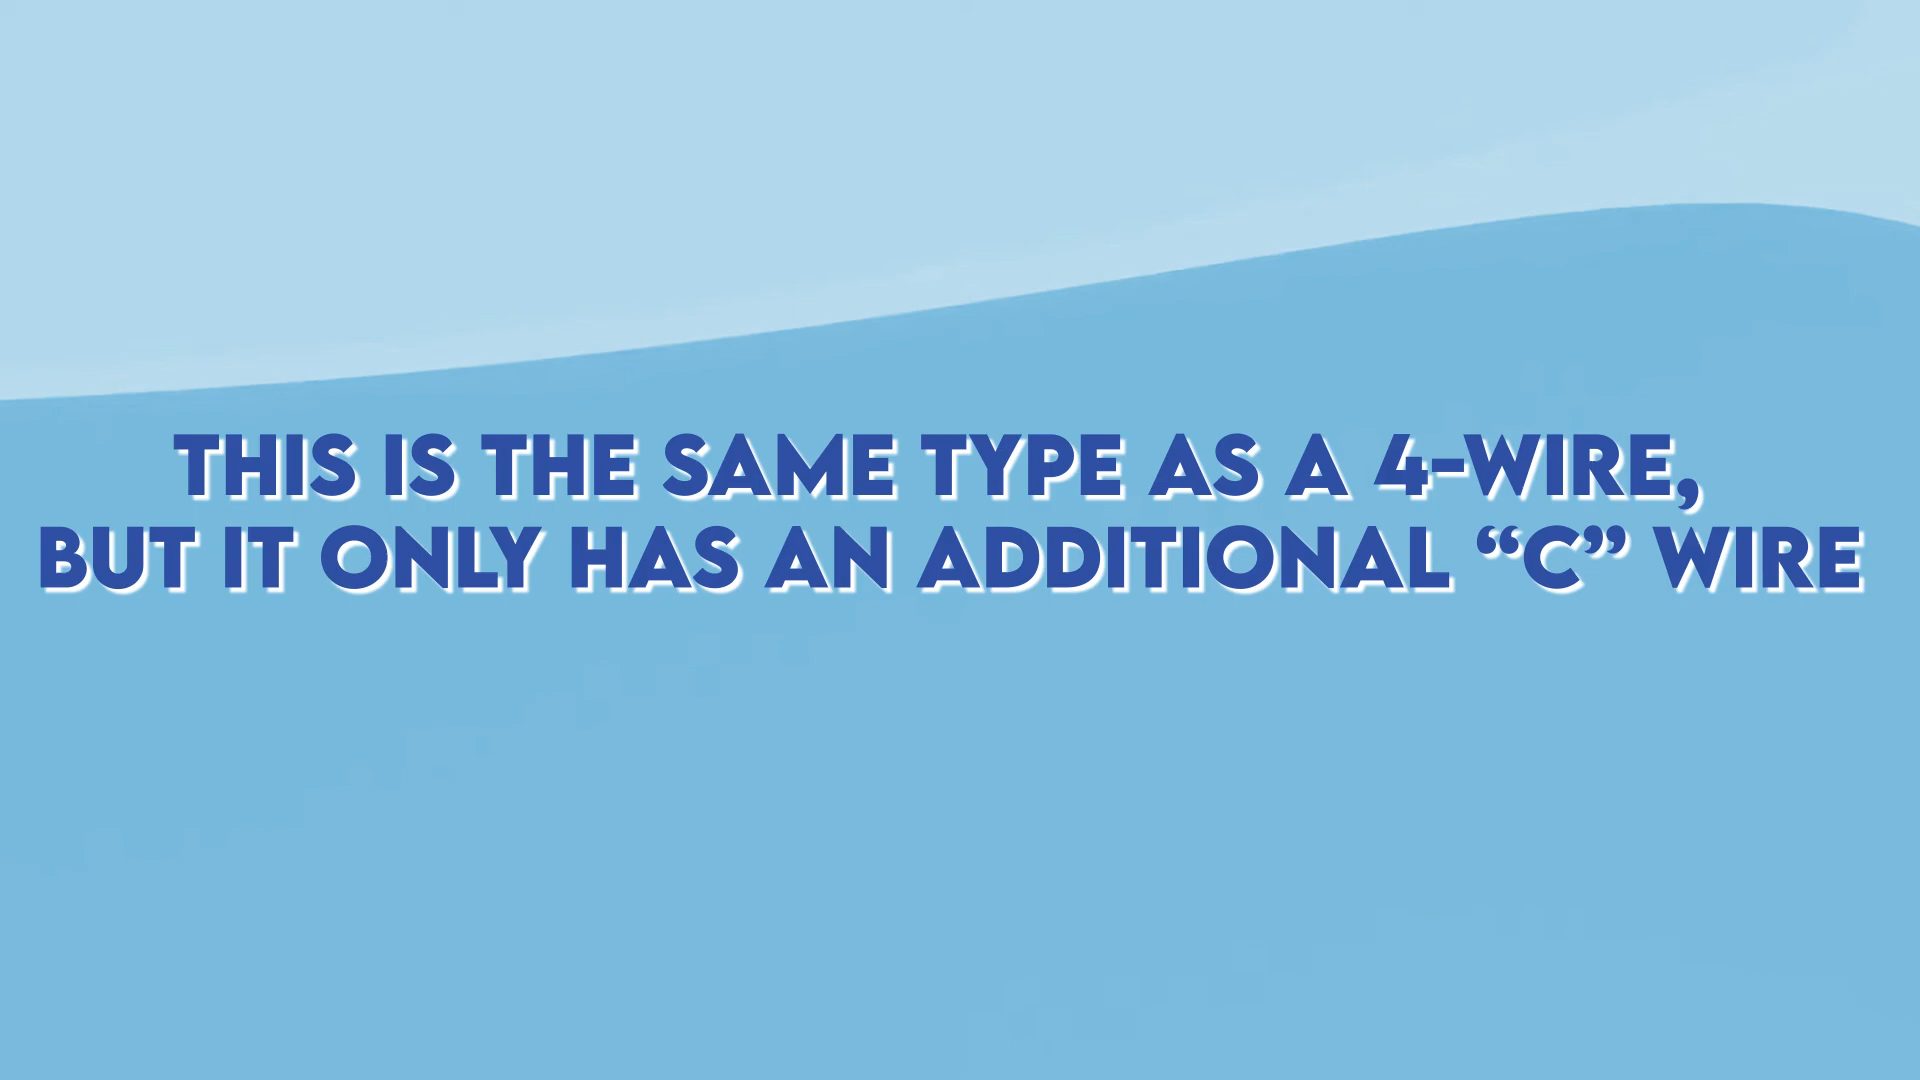 THIS IS THE SAME TYPE AS A 4-WIRE,
BUT IT ONLY HAS AN ADDITIONAL “C” WIRE